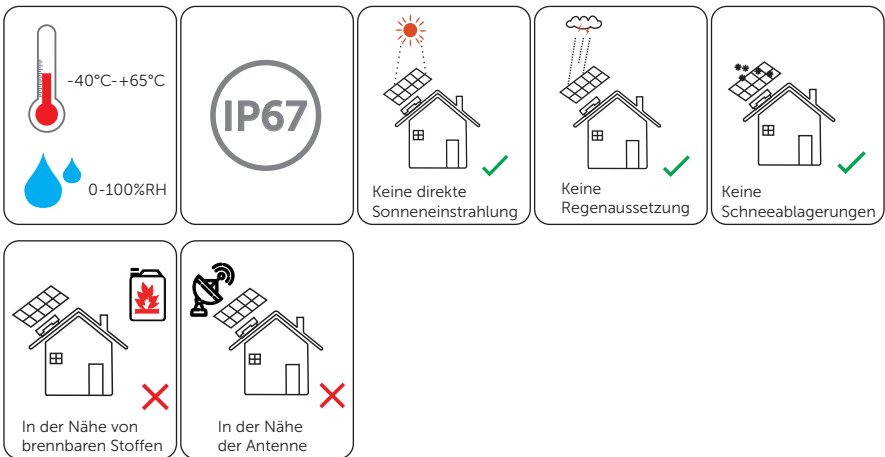 -40°C-+65°C
0-100%RH
IP67
Keine direkte
Sonneneinstrahlung
Keine
Regenaussetzung
Keine
Schneeablagerungen
In der Nähe von
brennbaren Stoffen
In der Nähe
der Antenne